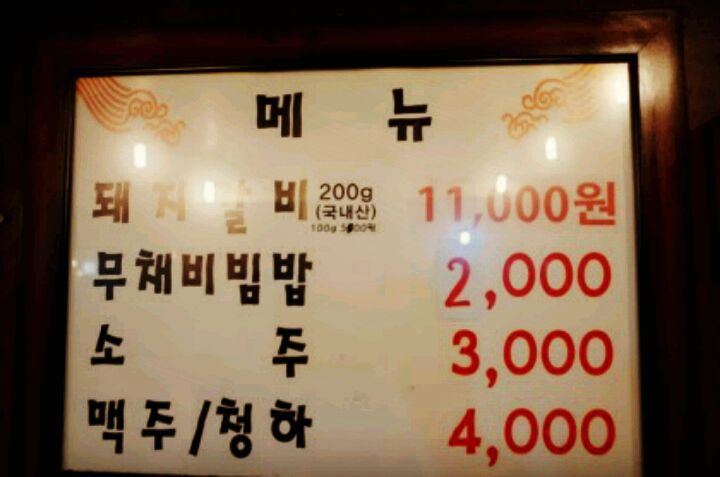 메 뉴
돼지갈비 200g (국내산) 11,000원
무채비빔밥 2,000
소 주 3,000
맥주/청하 4,000